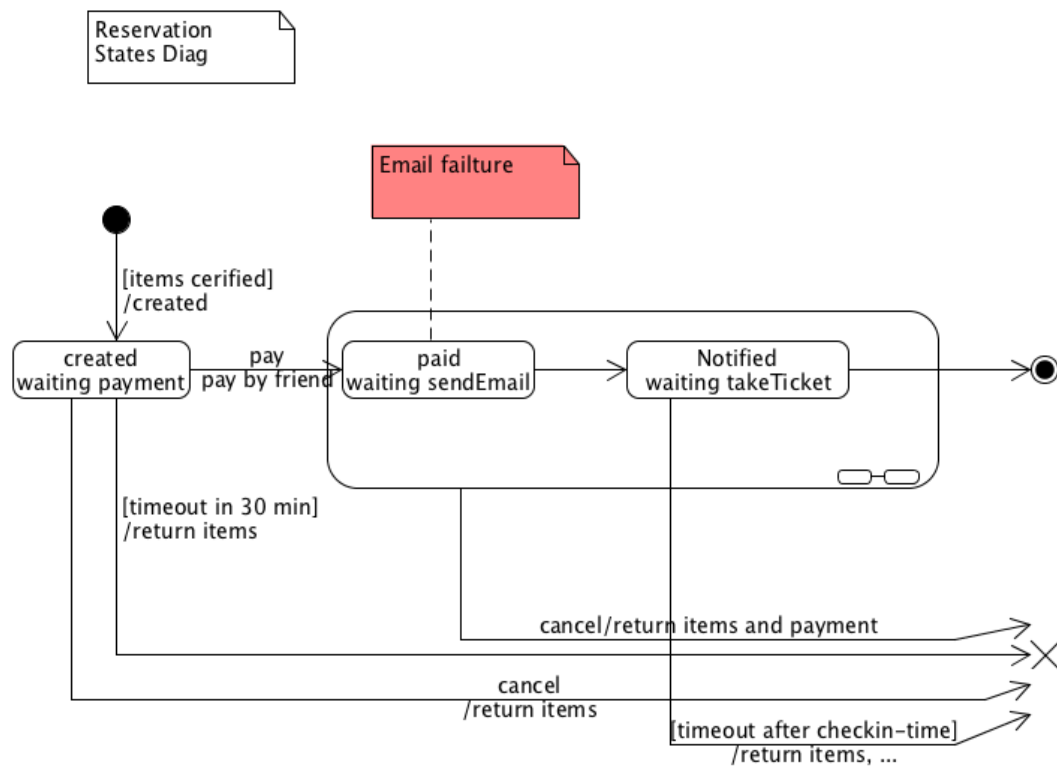 Reservation
States Diag
Email failture
[items cerified]
/created
created
waiting payment
pay
pay by friend
paid
waiting sendEmail
Notified
waiting takeTicket
[timeout in 30 min]
/return items
cancel/return items and payment
cancel
/return items
[timeout after checkin-time]
/return items, ...